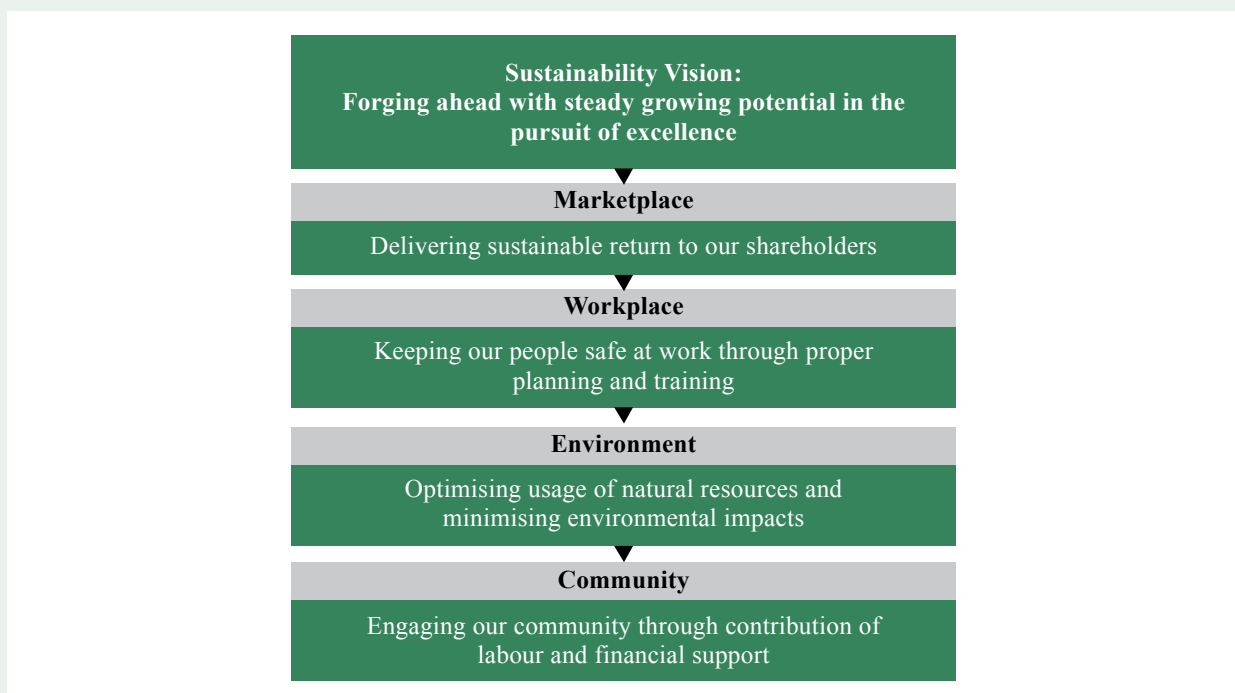 Sustainability Vision:
Forging ahead with steady growing potential in the
pursuit of excellence
Marketplace
Delivering sustainable return to our shareholders
Workplace
Keeping our people safe at work through proper
planning and training
Environment
Optimising usage of natural resources and
minimising environmental impacts
Community
Engaging our community through contribution of
labour and financial support